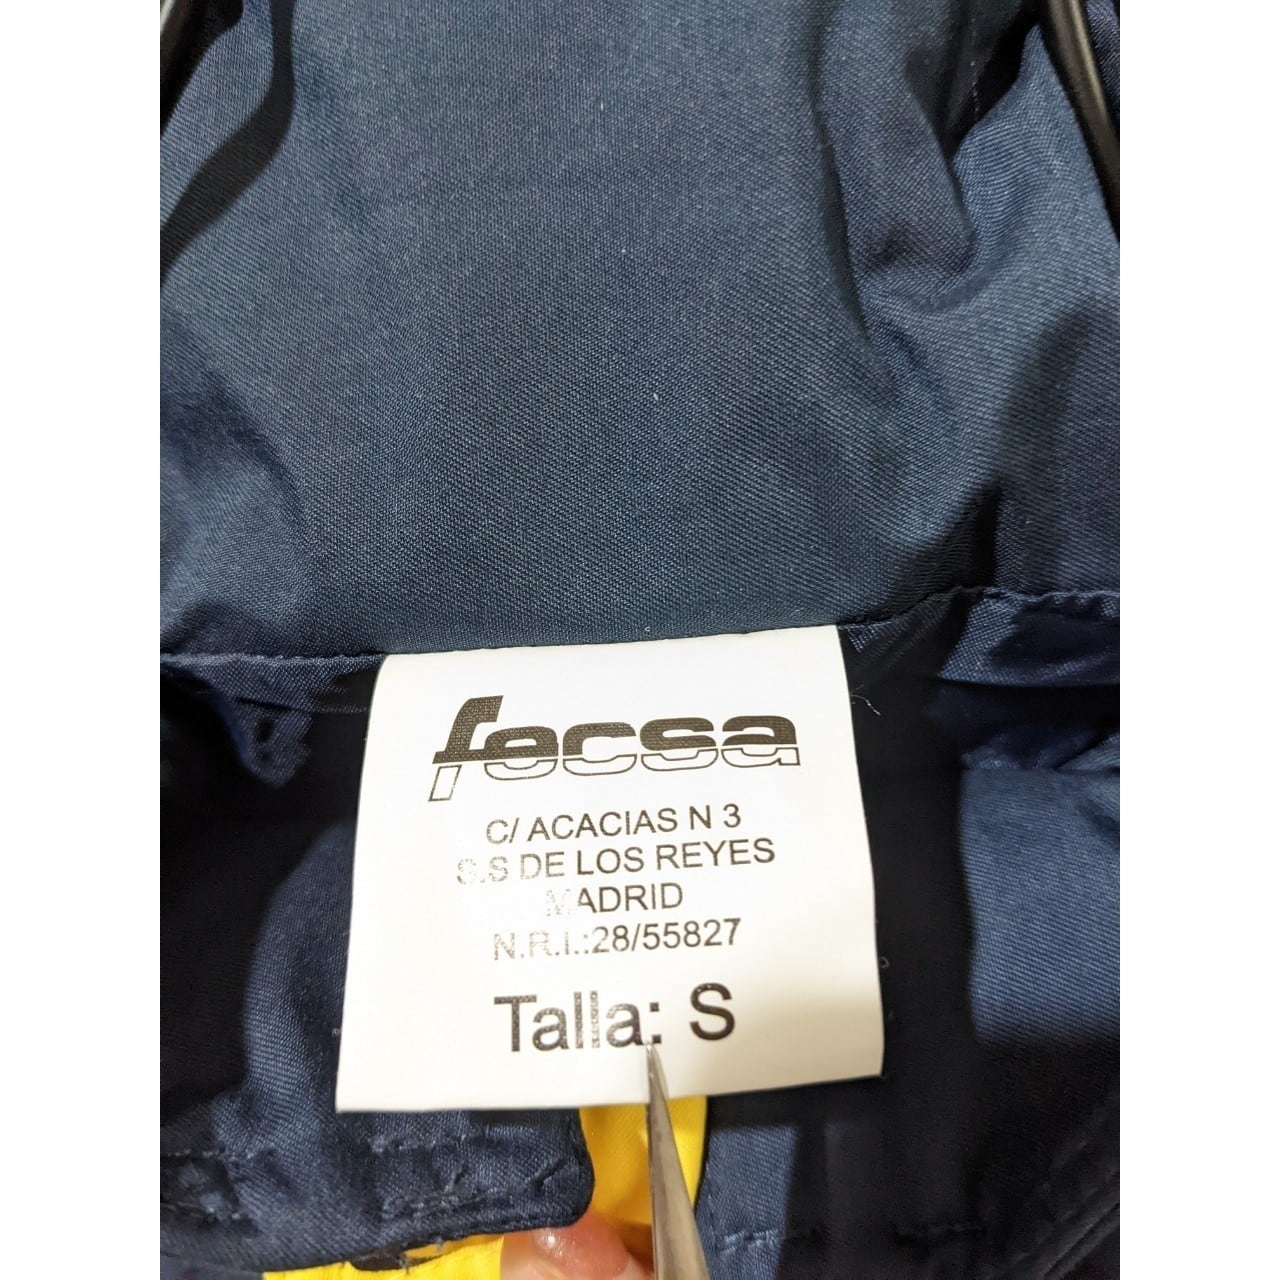 fecsa
C/ ACACIAS N 3
S.S DE LOS REYES
MADRID
N.R.I.:28/55827
Talla: S